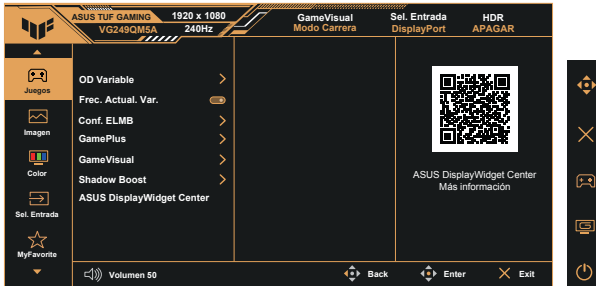 ASUS TUF GAMING
VG249QM5A
1920 x 1080
240Hz
GameVisual
Modo Carrera
Sel. Entrada
DisplayPort
HDR
APAGAR
Juegos
Imagen
Color
Sel. Entrada
MyFavorite
OD Variable
Frec. Actual. Var.
Conf. ELMB
GamePlus
GameVisual
Shadow Boost
ASUS DisplayWidget Center
ASUS DisplayWidget Center
Más información
Volumen 50
Back
Enter
Exit